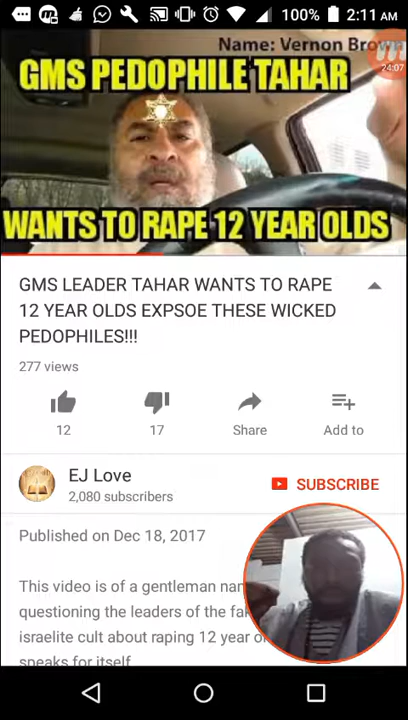 100% 2:11 AM
Name: Vernon Brown
24:07
GMS PEDOPHILE TAHAR
WANTS TO RAPE 12 YEAR OLDS
GMS LEADER TAHAR WANTS TO RAPE
12 YEAR OLDS EXPSOE THESE WICKED
PEDOPHILES!!!
277 views
12 17 Share Add to
EJ Love
2,080 subscribers
SUBSCRIBE
Published on Dec 18, 2017
This video is of a gentleman
questioning the leaders of the
israelite cult about raping 12 year
speaks for itself